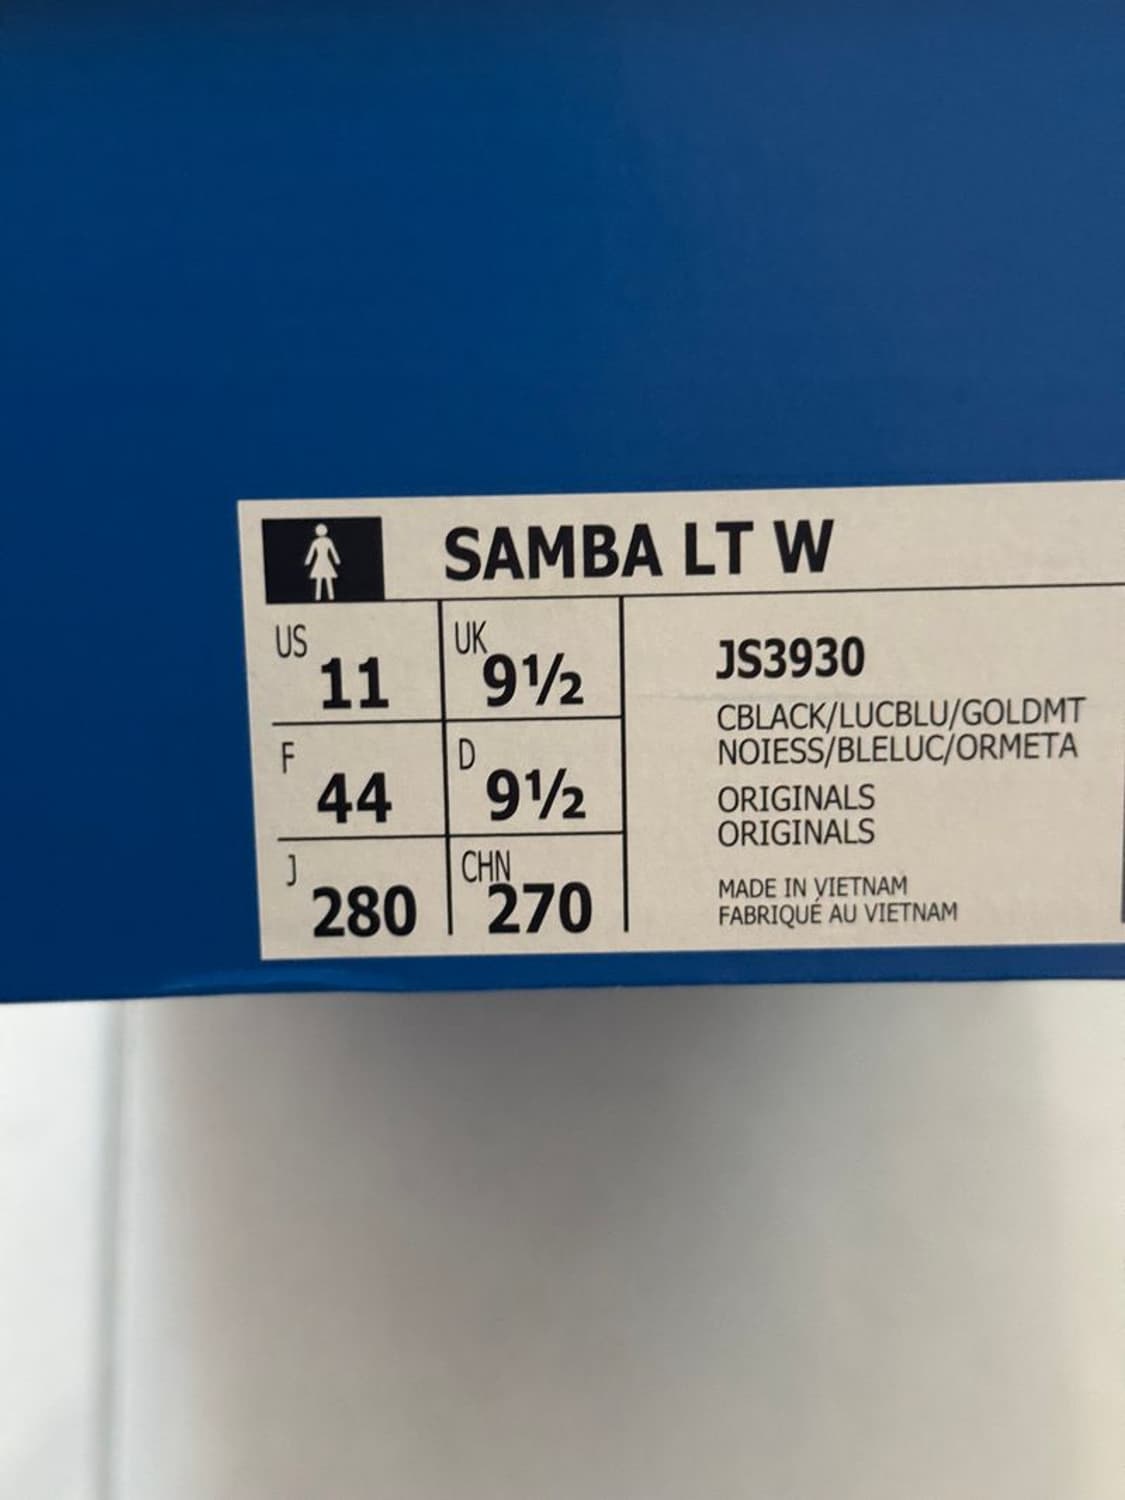 SAMBA LT W
US 11
UK 9½
F 44
D 9½
J 280
CHN 270
JS3930
CBLACK/LUCBLU/GOLDMT
NOIESS/BLELUC/ORMETA
ORIGINALS
ORIGINALS
MADE IN VIETNAM
FABRIQUÉ AU VIETNAM